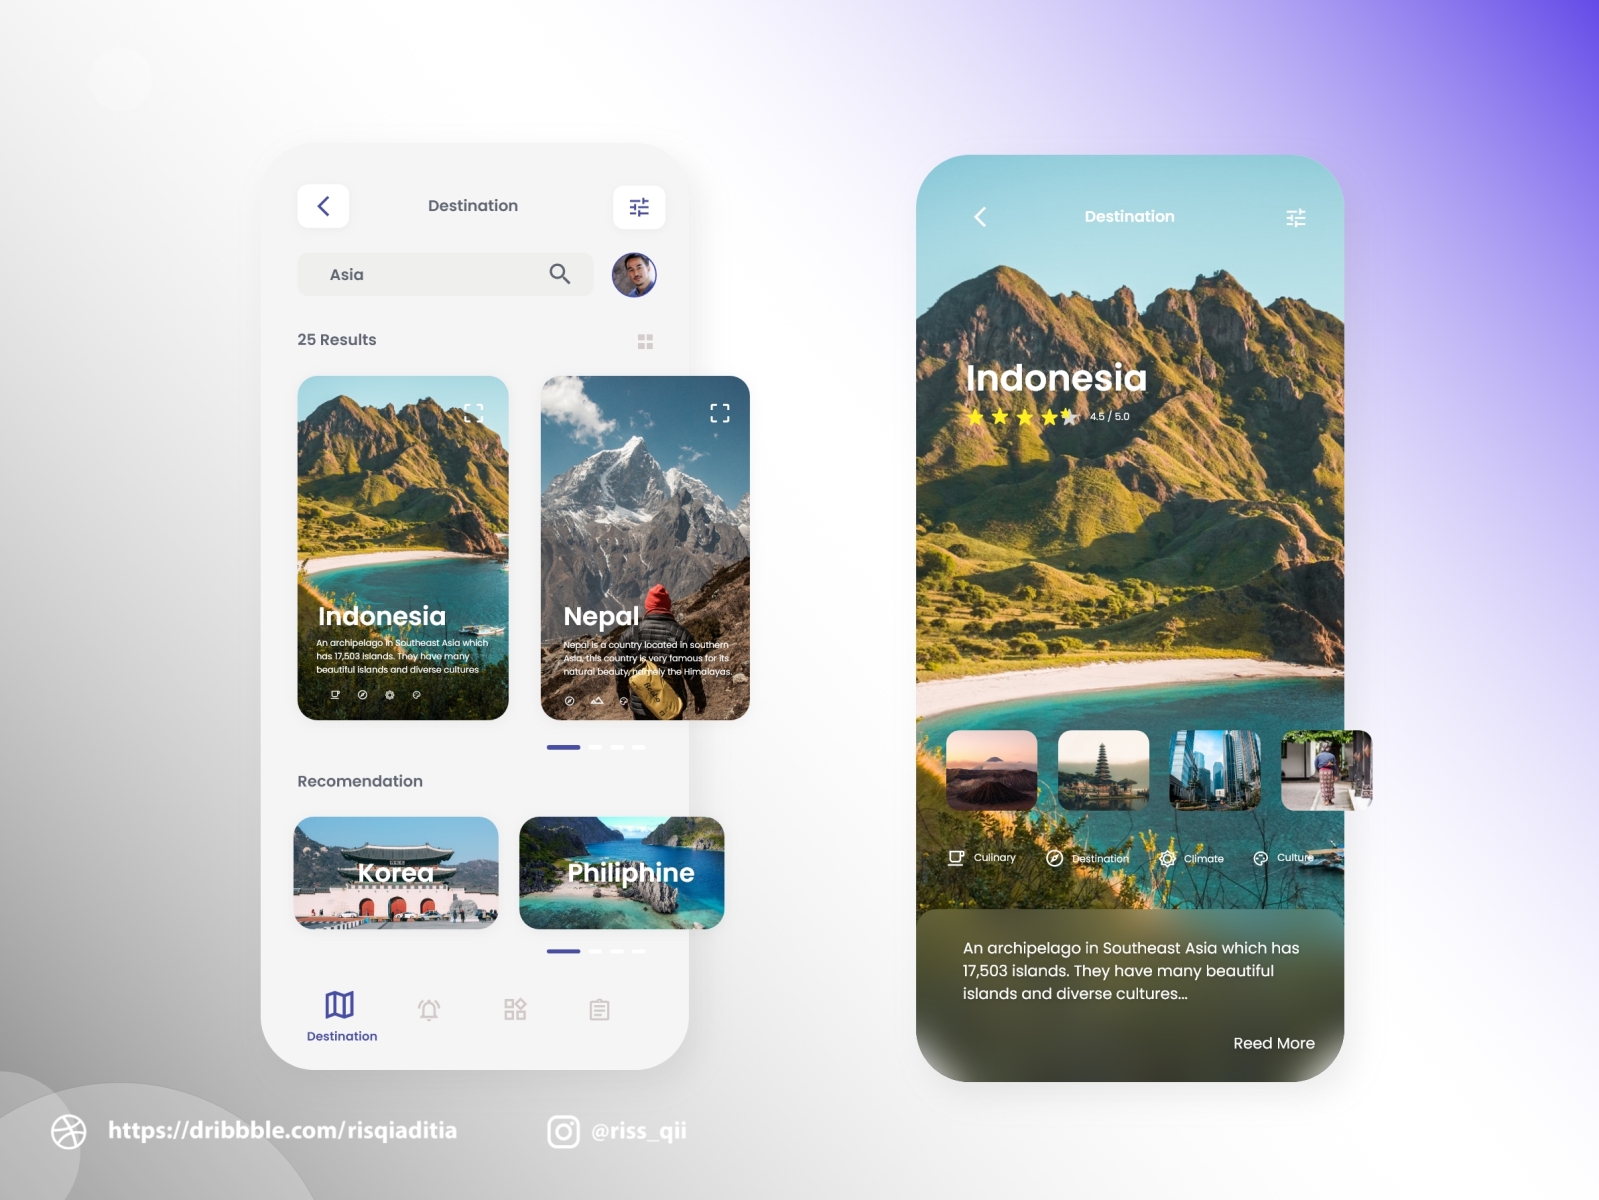 Destination
Asia
25 Results
Indonesia
An archipelago in Southeast Asia which
has 17,503 islands. They have many
beautiful islands and diverse cultures
Nepal
Nepal is a country located in southern
Asia, this country is very famous for its
natural beauty, namely the Himalayas.
Recomendation
Korea
Philiphine
Destination
Destination
Indonesia
4.5 / 5.0
Culinary
Destination
Climate
Culture
An archipelago in Southeast Asia which has
17,503 islands. They have many beautiful
islands and diverse cultures...
Reed More
https://dribbble.com/risqiaditia
@riss_qii